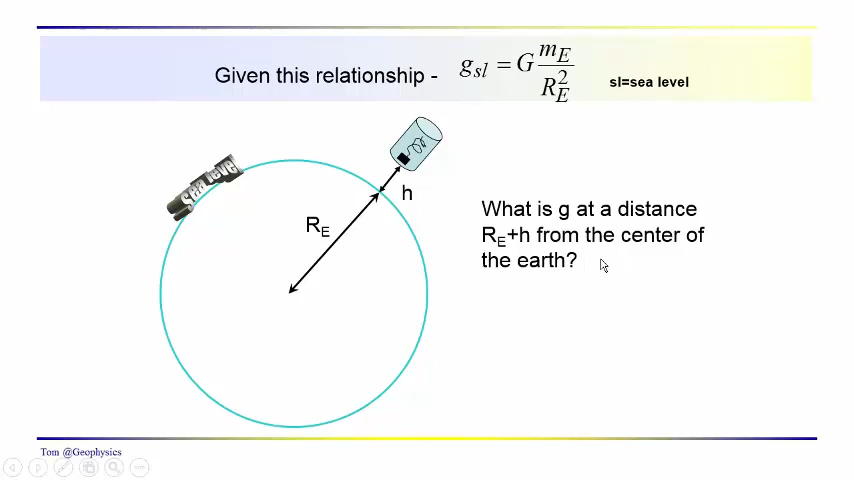 Given this relationship - g_sl = G m_E / R_E^2
sl=sea level
Sea level
h
R_E
What is g at a distance
R_E+h from the center of
the earth?
Tom @Geophysics